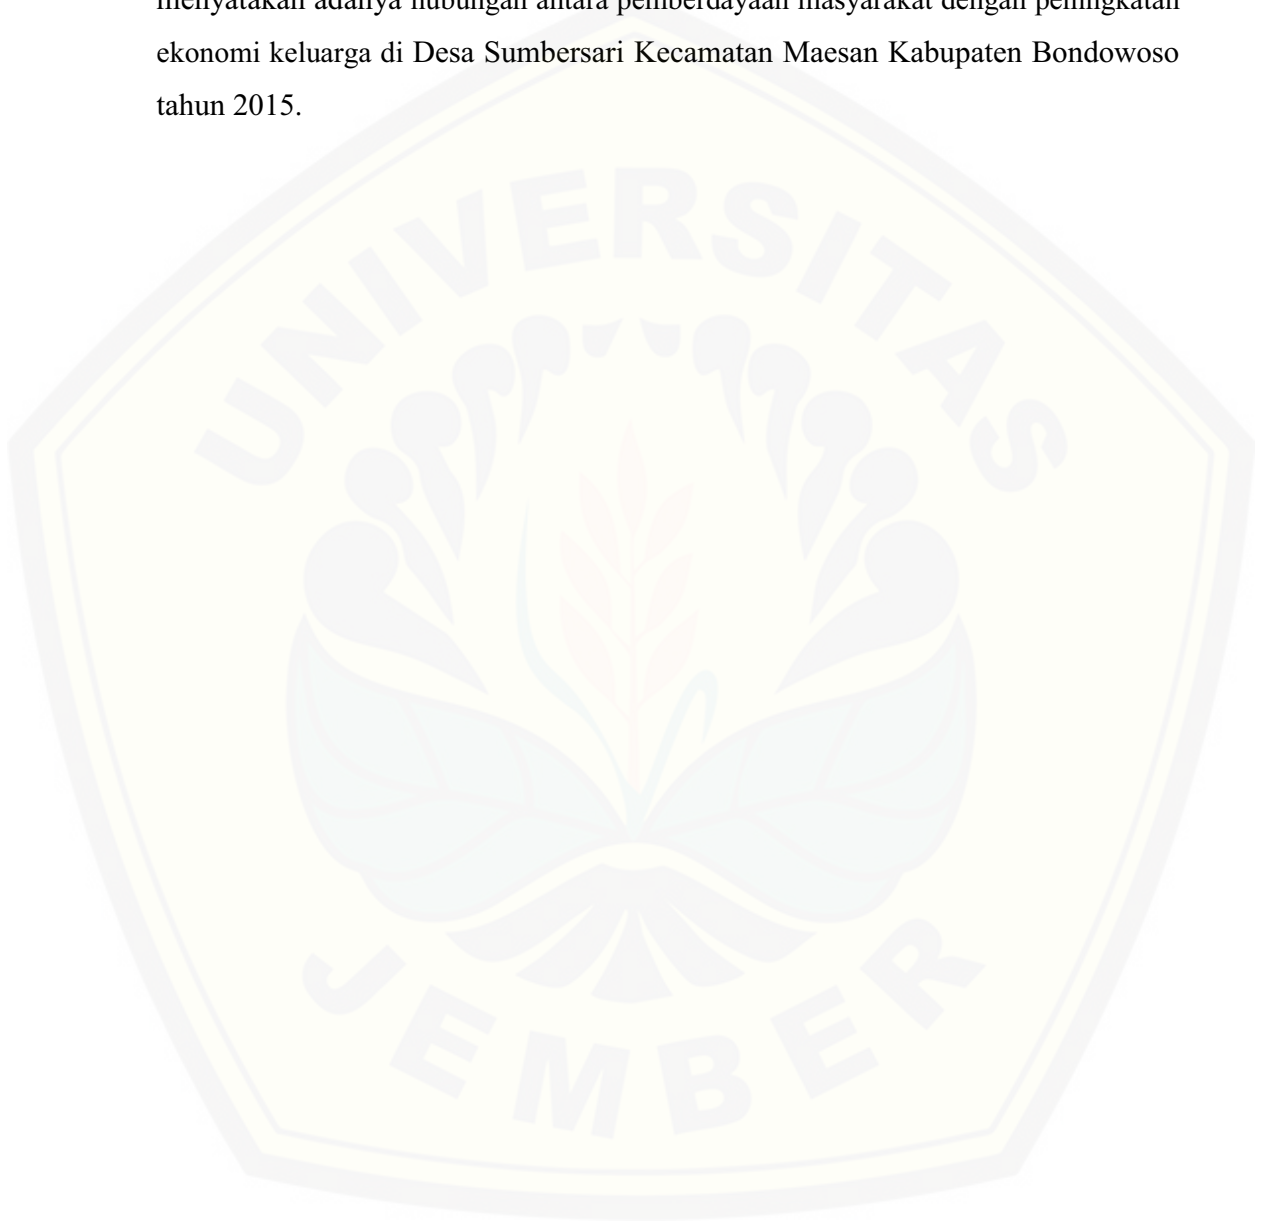 menyatakan adanya hubungan antara pemberdayaan masyarakat dengan peningkatan
ekonomi keluarga di Desa Sumbersari Kecamatan Maesan Kabupaten Bondowoso
tahun 2015.
UNIVERSITAS
JEMBER